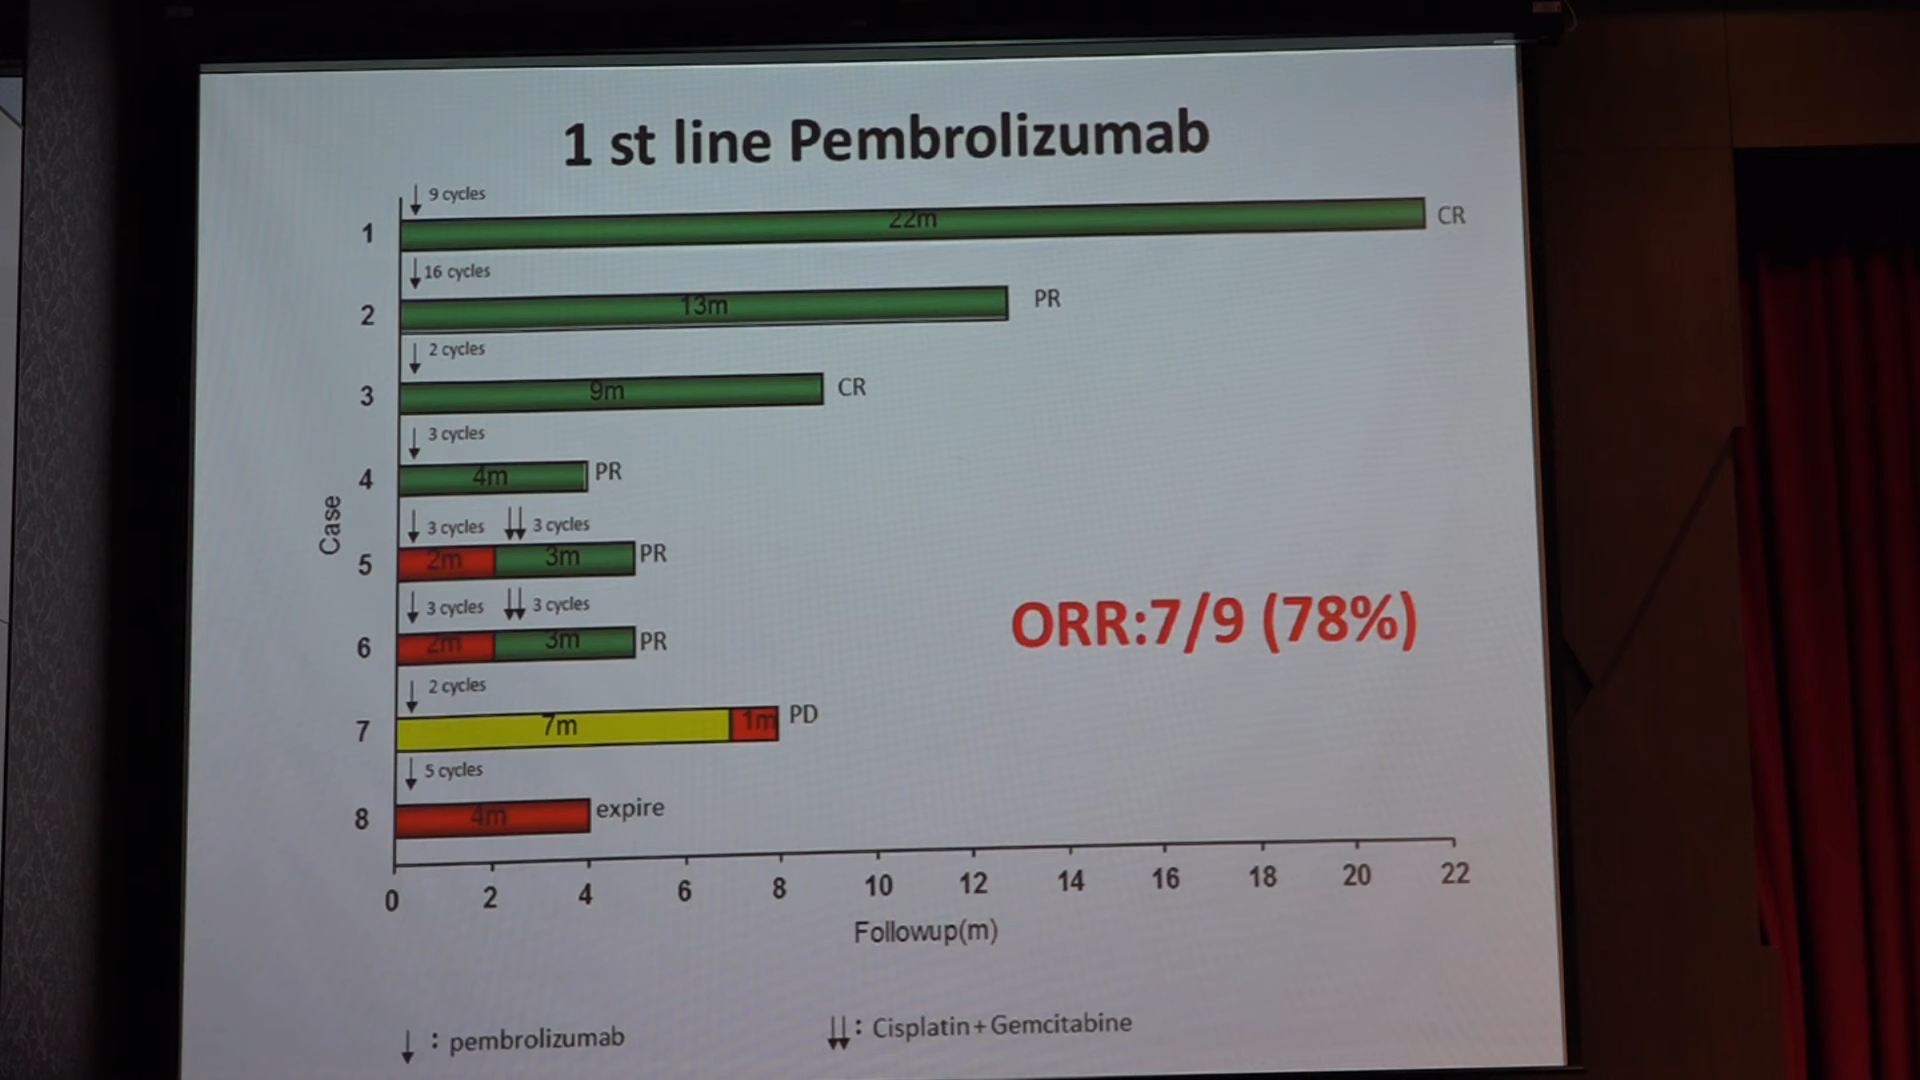 1 st line Pembrolizumab
9 cycles
1 22m CR
16 cycles
2 13m PR
2 cycles
3 9m CR
3 cycles
4 4m PR
Case
3 cycles 3 cycles
5 2m 3m PR
3 cycles 3 cycles
6 2m 3m PR
ORR:7/9 (78%)
2 cycles
7 7m 1m PD
5 cycles
8 4m expire
0 2 4 6 8 10 12 14 16 18 20 22
Followup(m)
↓ : pembrolizumab
↓↓ : Cisplatin+Gemcitabine